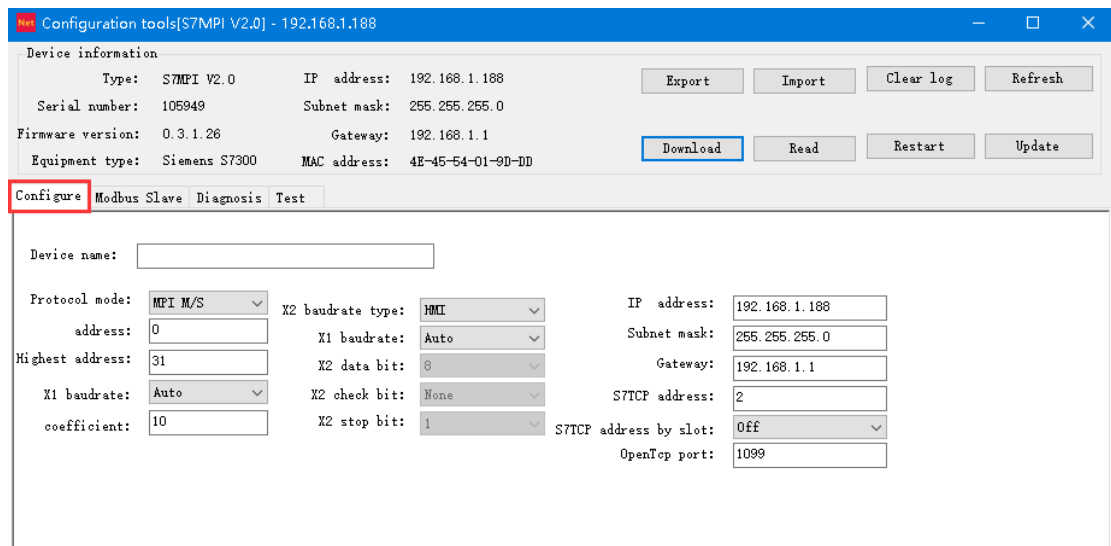 Net Configuration tools[S7MPI V2.0] - 192.168.1.188
Device information
Type: S7MPI V2.0 IP address: 192.168.1.188 Export Import Clear log Refresh
Serial number: 105949 Subnet mask: 255.255.255.0
Firmware version: 0.3.1.26 Gateway: 192.168.1.1 Download Read Restart Update
Equipment type: Siemens S7300 MAC address: 4E-45-54-01-9D-DD
Configure Modbus Slave Diagnosis Test
Device name:
Protocol mode: MPI M/S X2 baudrate type: HMI IP address: 192.168.1.188
address: 0 X1 baudrate: Auto Subnet mask: 255.255.255.0
Highest address: 31 X2 data bit: 8 Gateway: 192.168.1.1
X1 baudrate: Auto X2 check bit: None S7TCP address: 2
coefficient: 10 X2 stop bit: 1 S7TCP address by slot: Off
OpenTcp port: 1099